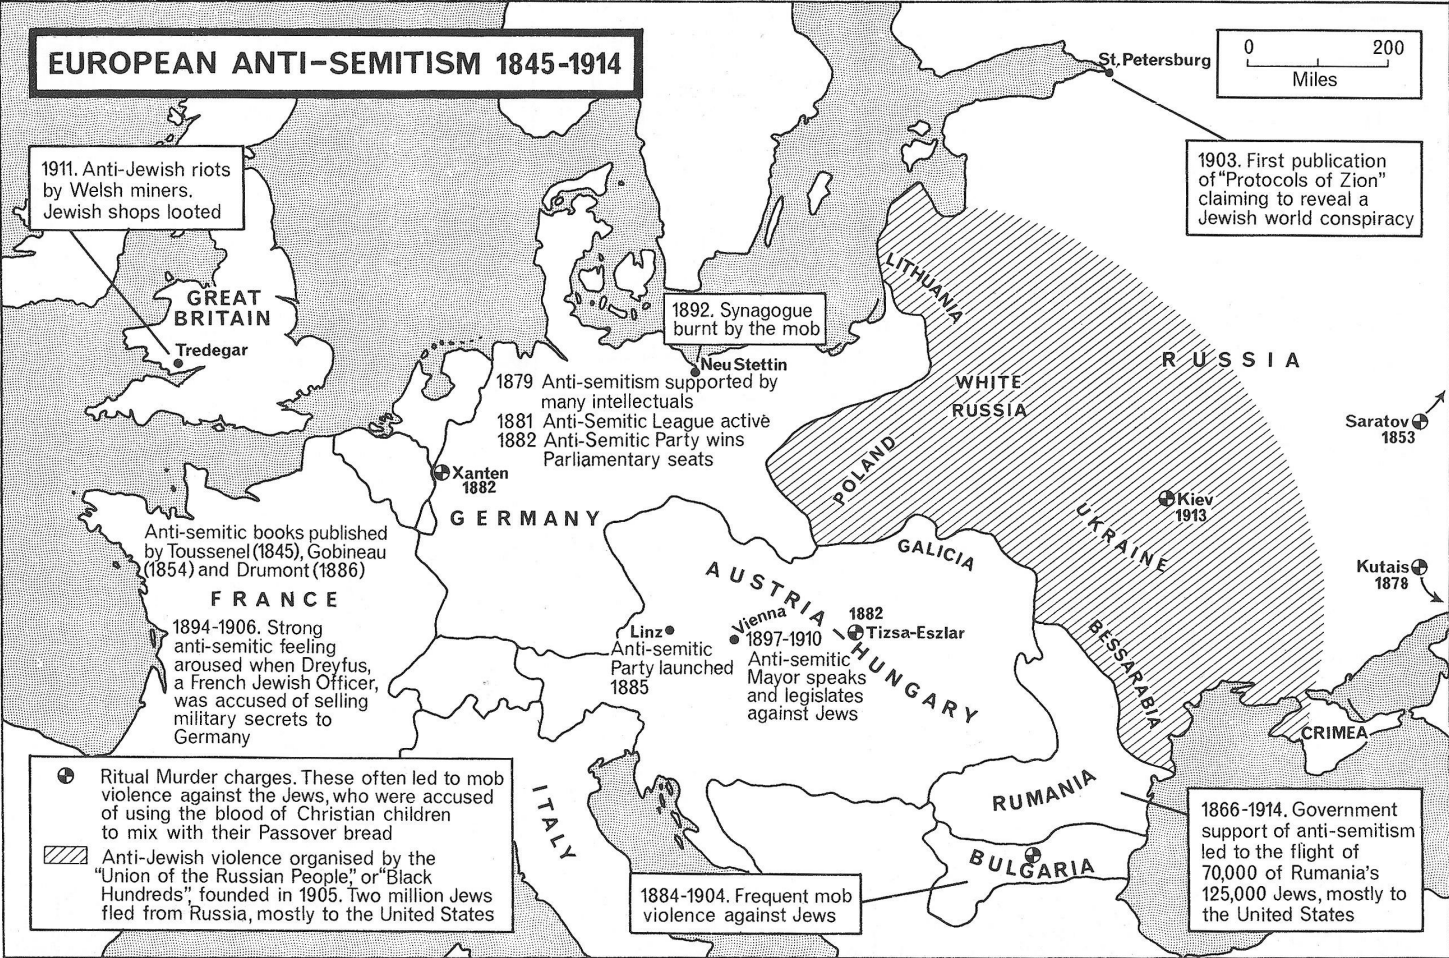 EUROPEAN ANTI-SEMITISM 1845-1914
0 200
Miles
St. Petersburg
1903. First publication
of "Protocols of Zion"
claiming to reveal a
Jewish world conspiracy
1911. Anti-Jewish riots
by Welsh miners.
Jewish shops looted
GREAT
BRITAIN
Tredegar
1892. Synagogue
burnt by the mob
Neu Stettin
1879 Anti-semitism supported by
many intellectuals
1881 Anti-Semitic League active
1882 Anti-Semitic Party wins
Parliamentary seats
Xanten
1882
GERMANY
LITHUANIA
WHITE
RUSSIA
POLAND
RUSSIA
Saratov
1853
Kiev
1913
UKRAINE
Kutais
1878
Anti-semitic books published
by Toussenel (1845), Gobineau
(1854) and Drumont (1886)
FRANCE
1894-1906. Strong
anti-semitic feeling
aroused when Dreyfus,
a French Jewish Officer,
was accused of selling
military secrets to
Germany
GALICIA
AUSTRIA - HUNGARY
Linz
Anti-semitic
Party launched
1885
Vienna
1897-1910
Anti-semitic
Mayor speaks
and legislates
against Jews
1882
Tizsa-Eszlar
BESSARABIA
CRIMEA
ITALY
RUMANIA
BULGARIA
1884-1904. Frequent mob
violence against Jews
1866-1914. Government
support of anti-semitism
led to the flight of
70,000 of Rumania's
125,000 Jews, mostly to
the United States
Ritual Murder charges. These often led to mob
violence against the Jews, who were accused
of using the blood of Christian children
to mix with their Passover bread
Anti-Jewish violence organised by the
"Union of the Russian People," or "Black
Hundreds", founded in 1905. Two million Jews
fled from Russia, mostly to the United States